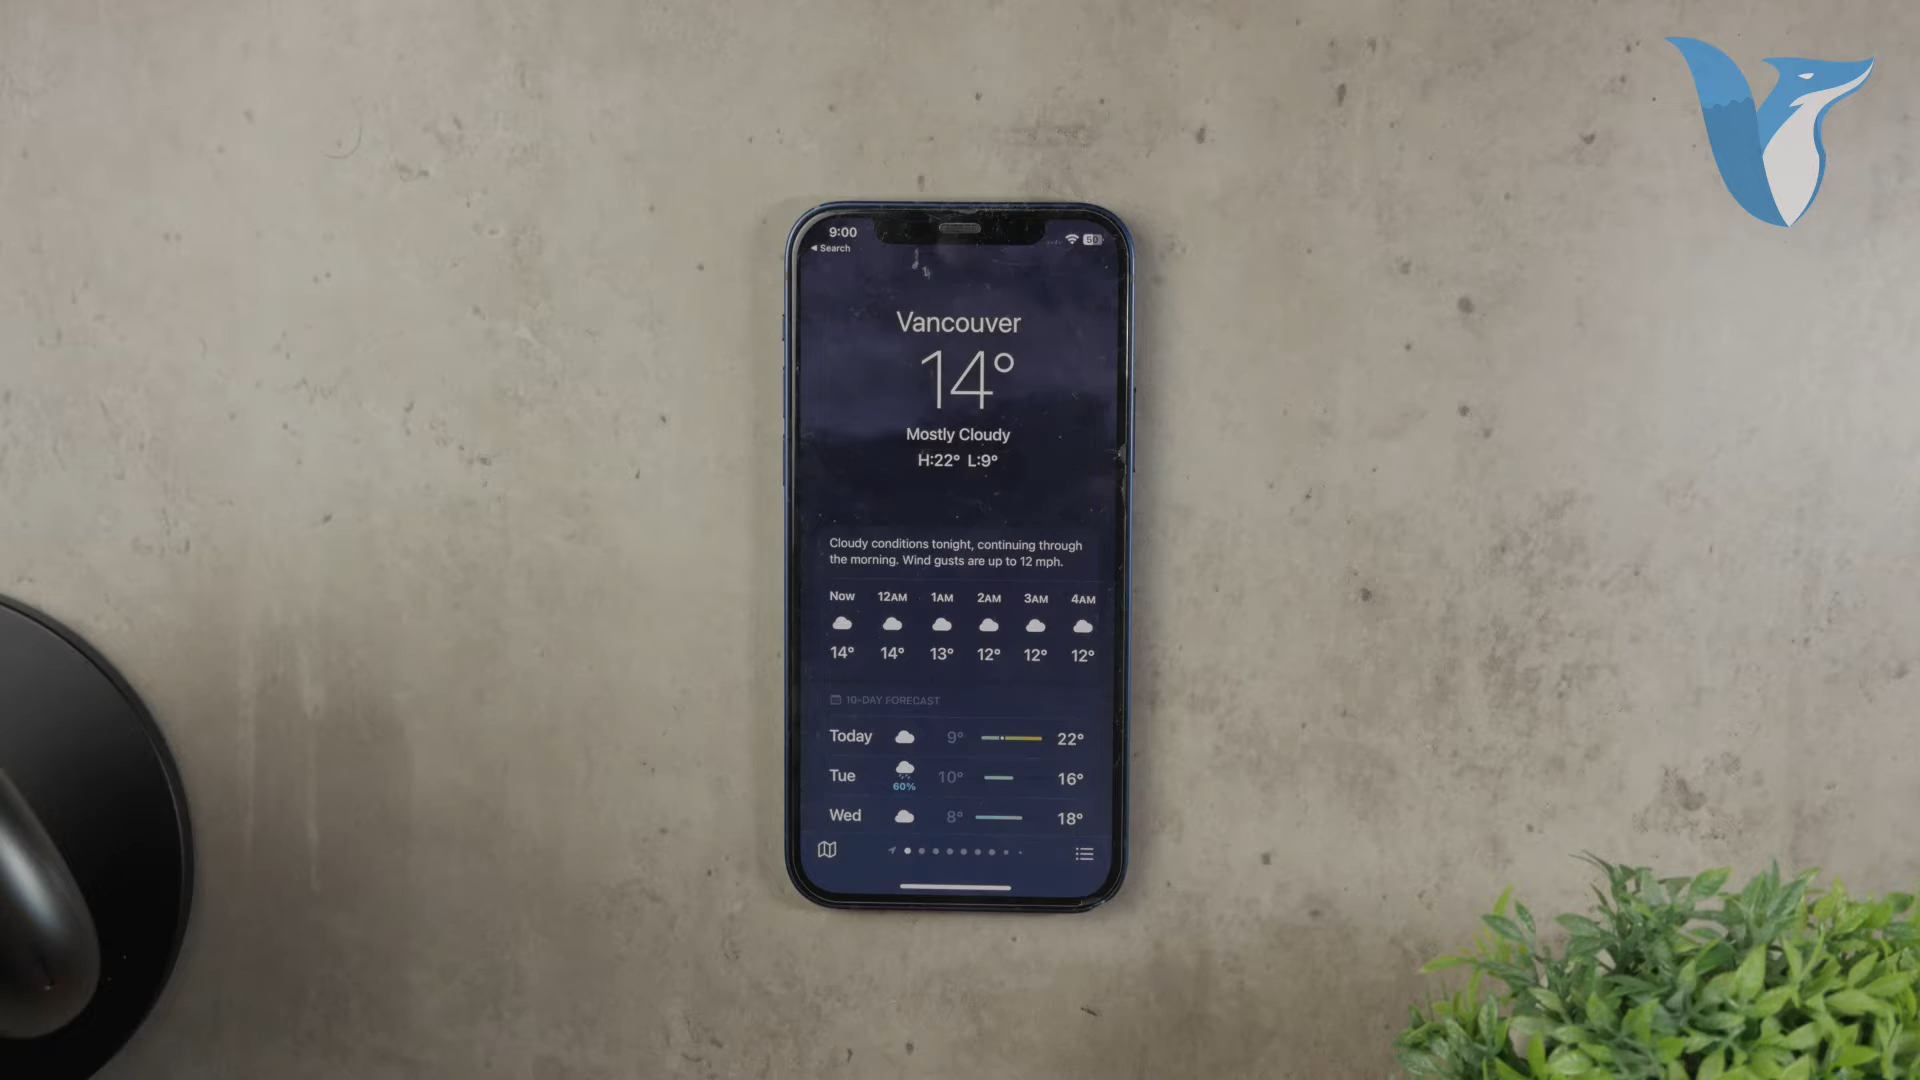 9:00
50
◀ Search
Vancouver
14°
Mostly Cloudy
H:22° L:9°
Cloudy conditions tonight, continuing through
the morning. Wind gusts are up to 12 mph.
Now 12AM 1AM 2AM 3AM 4AM
14° 14° 13° 12° 12° 12°
10-DAY FORECAST
Today 9° 22°
Tue 60% 10° 16°
Wed 8° 18°